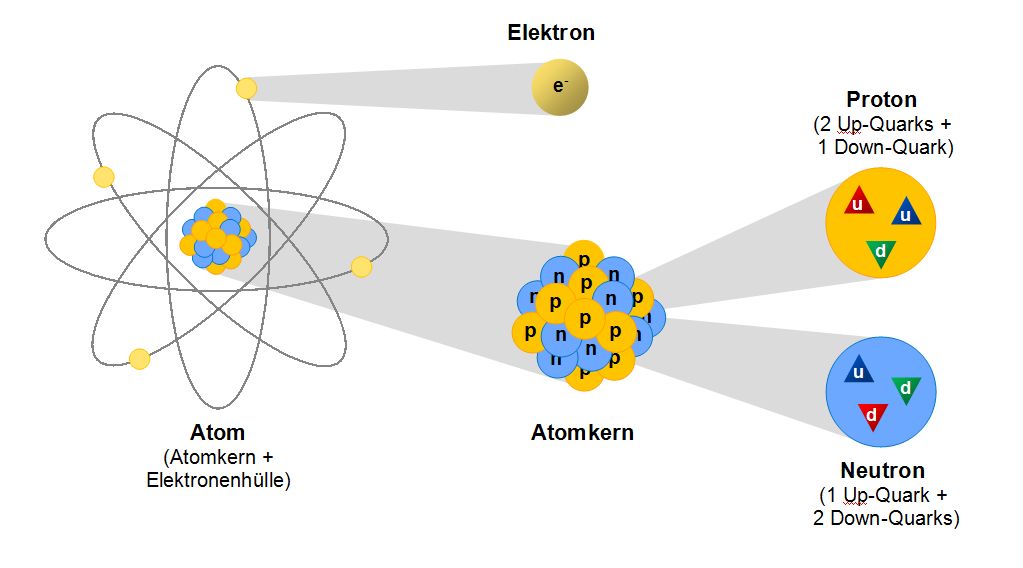 Elektron
e-
Proton
(2 Up-Quarks +
1 Down-Quark)
u
u
d
p
n
p
n
n
p
n
p
p
n
p
n
p
n
n
n
p
p
u
d
d
Atom
(Atomkern +
Elektronenhülle)
Atomkern
Neutron
(1 Up-Quark +
2 Down-Quarks)